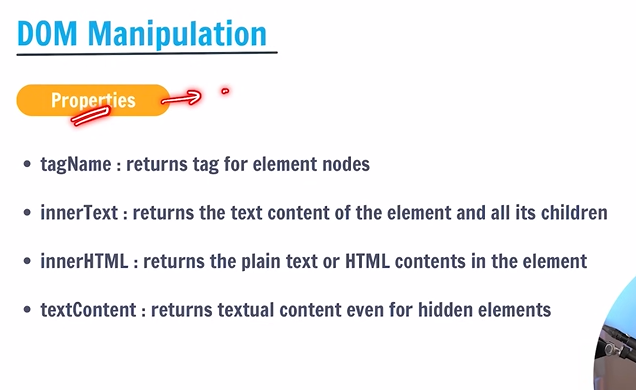 DOM Manipulation
Properties
• tagName : returns tag for element nodes
• innerText : returns the text content of the element and all its children
• innerHTML : returns the plain text or HTML contents in the element
• textContent : returns textual content even for hidden elements